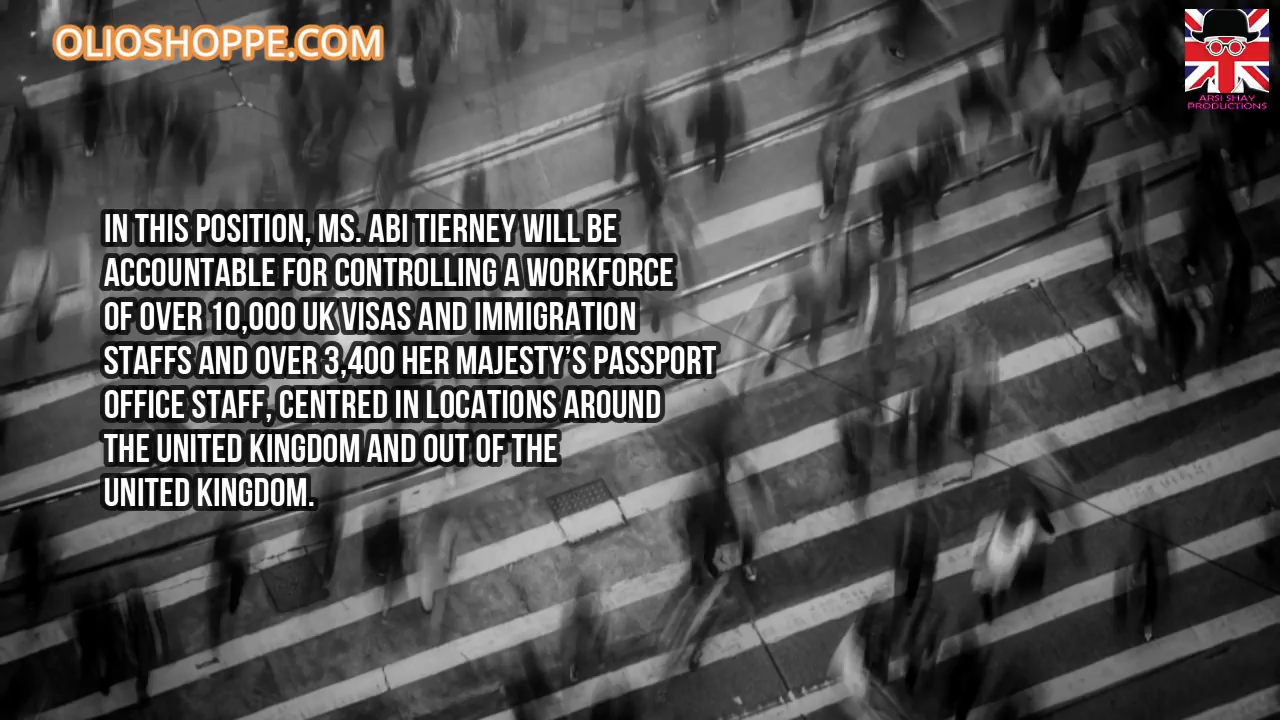 OLIOSHOPPE.COM
ARSI SHAY
PRODUCTIONS
IN THIS POSITION, MS. ABI TIERNEY WILL BE
ACCOUNTABLE FOR CONTROLLING A WORKFORCE
OF OVER 10,000 UK VISAS AND IMMIGRATION
STAFFS AND OVER 3,400 HER MAJESTY’S PASSPORT
OFFICE STAFF, CENTRED IN LOCATIONS AROUND
THE UNITED KINGDOM AND OUT OF THE
UNITED KINGDOM.